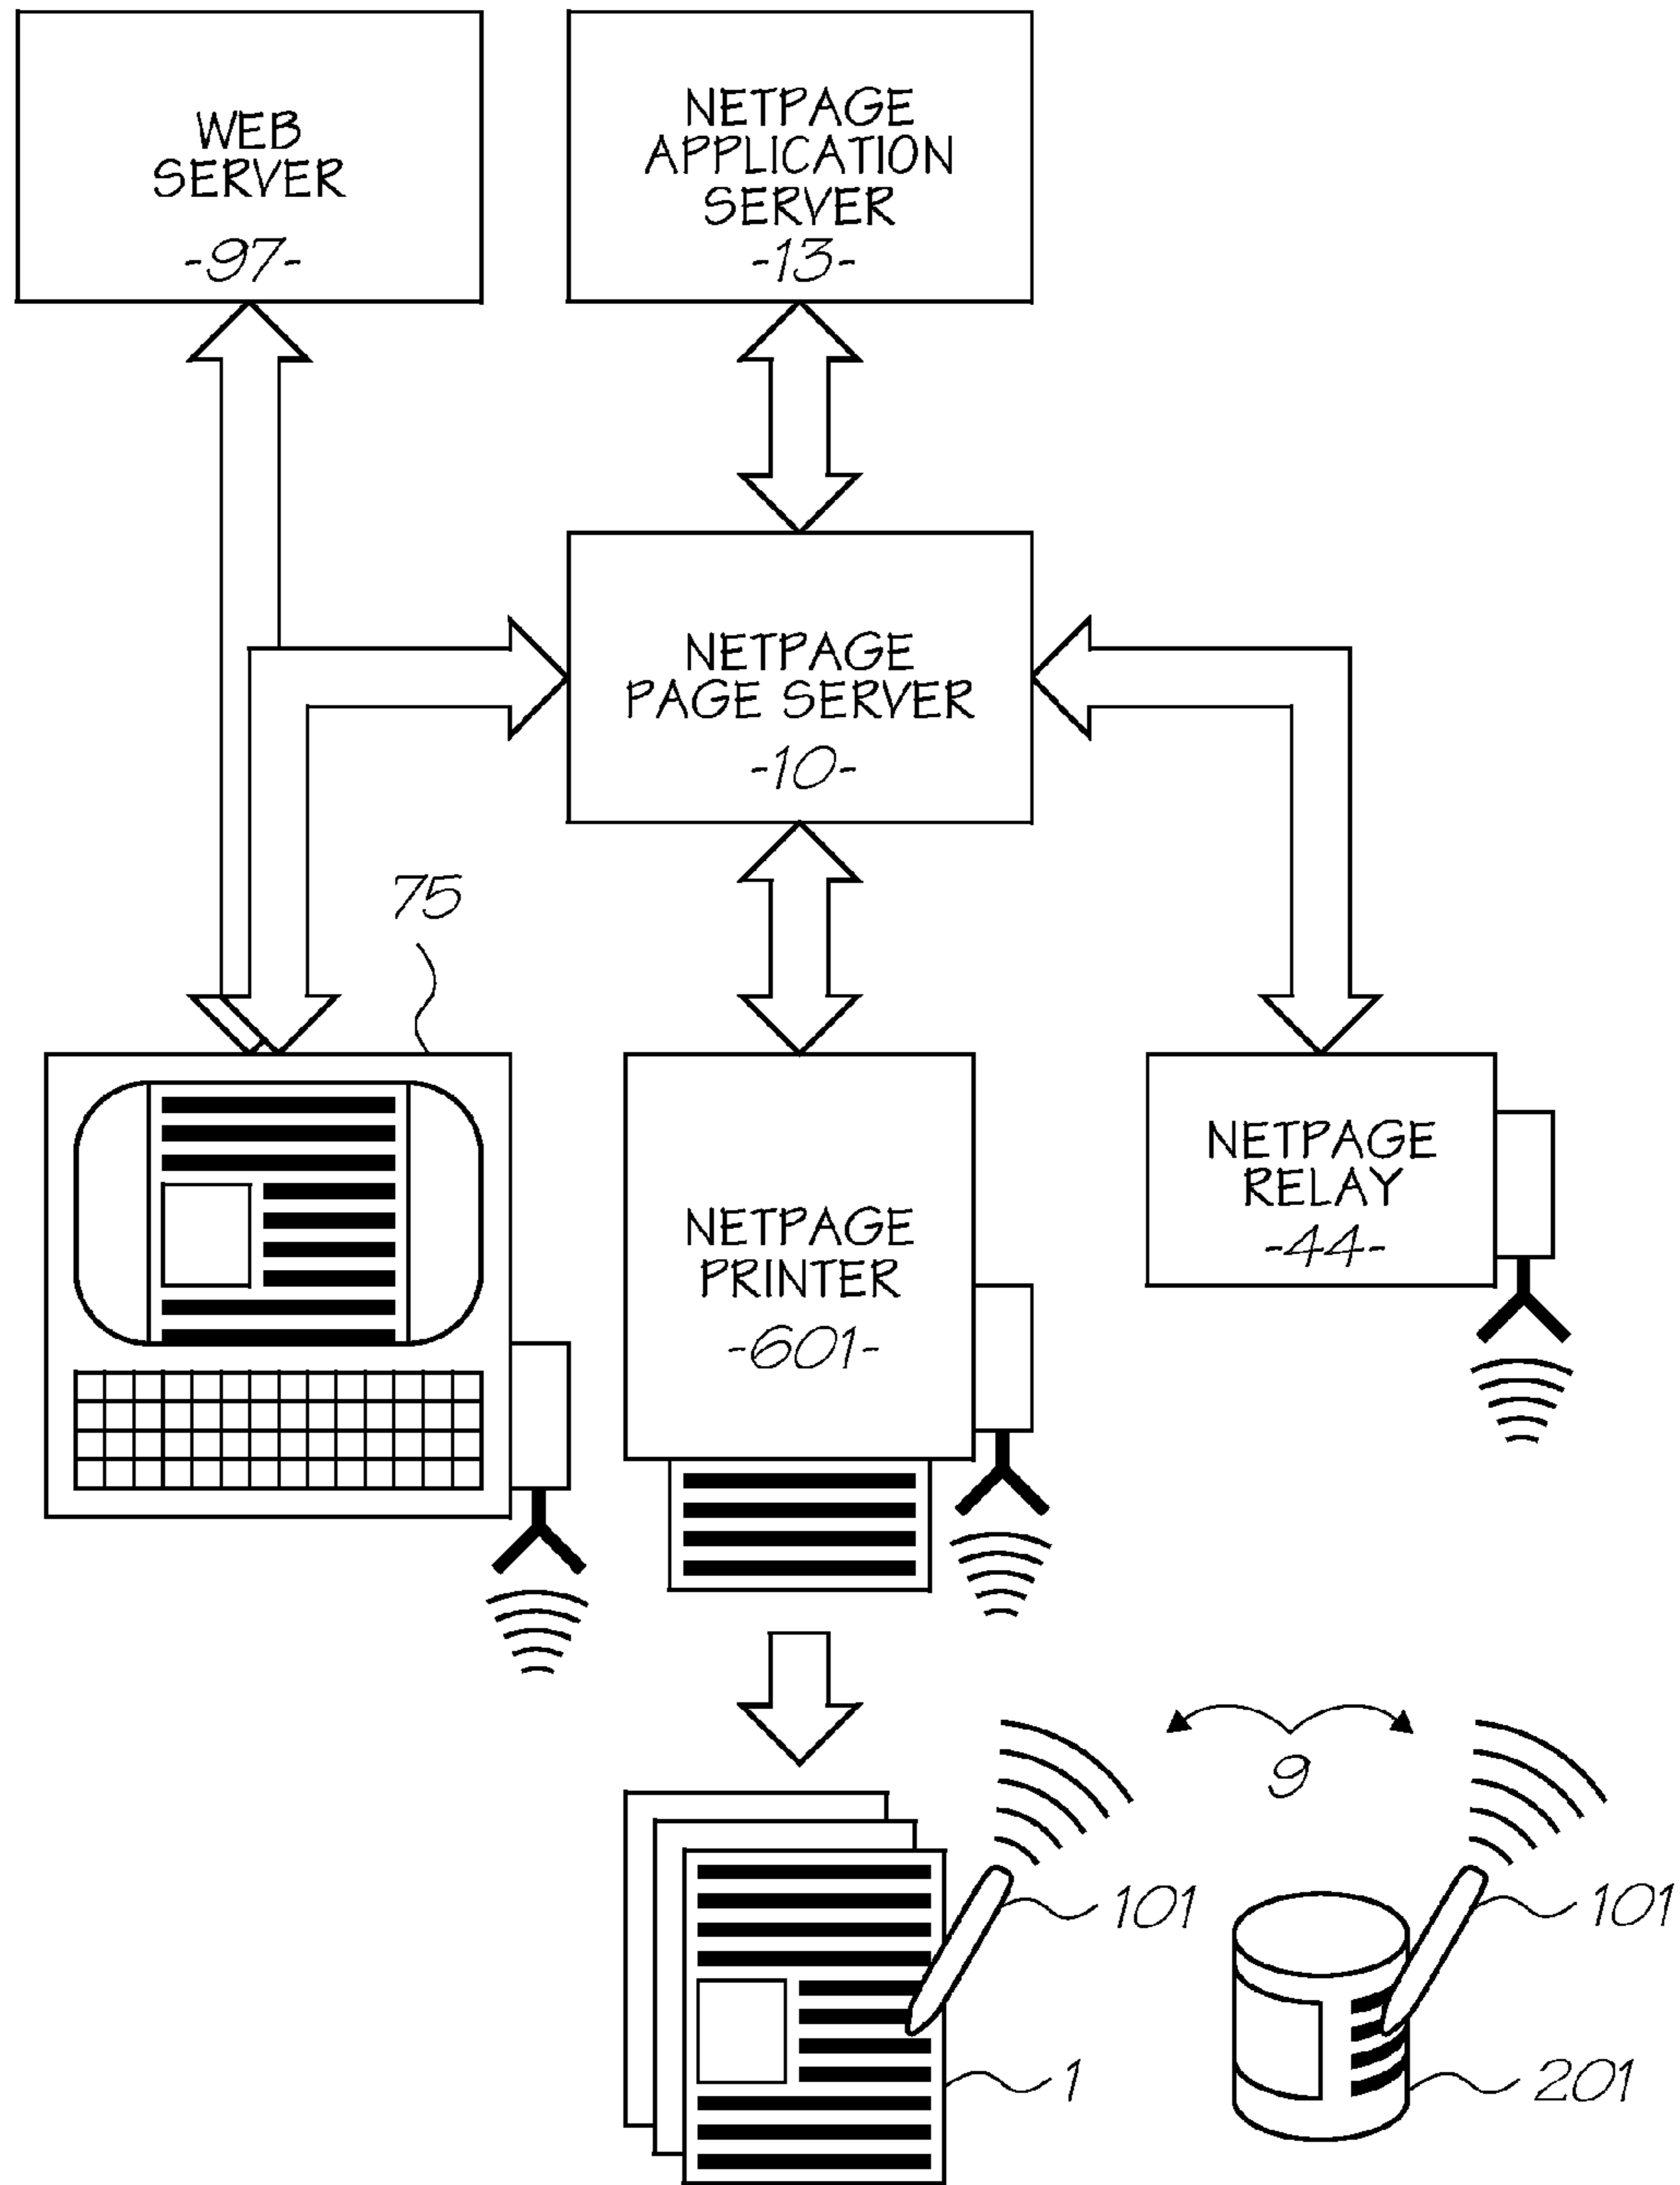 WEB
SERVER
-97-
NETPAGE
APPLICATION
SERVER
-13-
NETPAGE
PAGE SERVER
-10-
75
NETPAGE
PRINTER
-601-
NETPAGE
RELAY
-44-
9
101
101
1
201